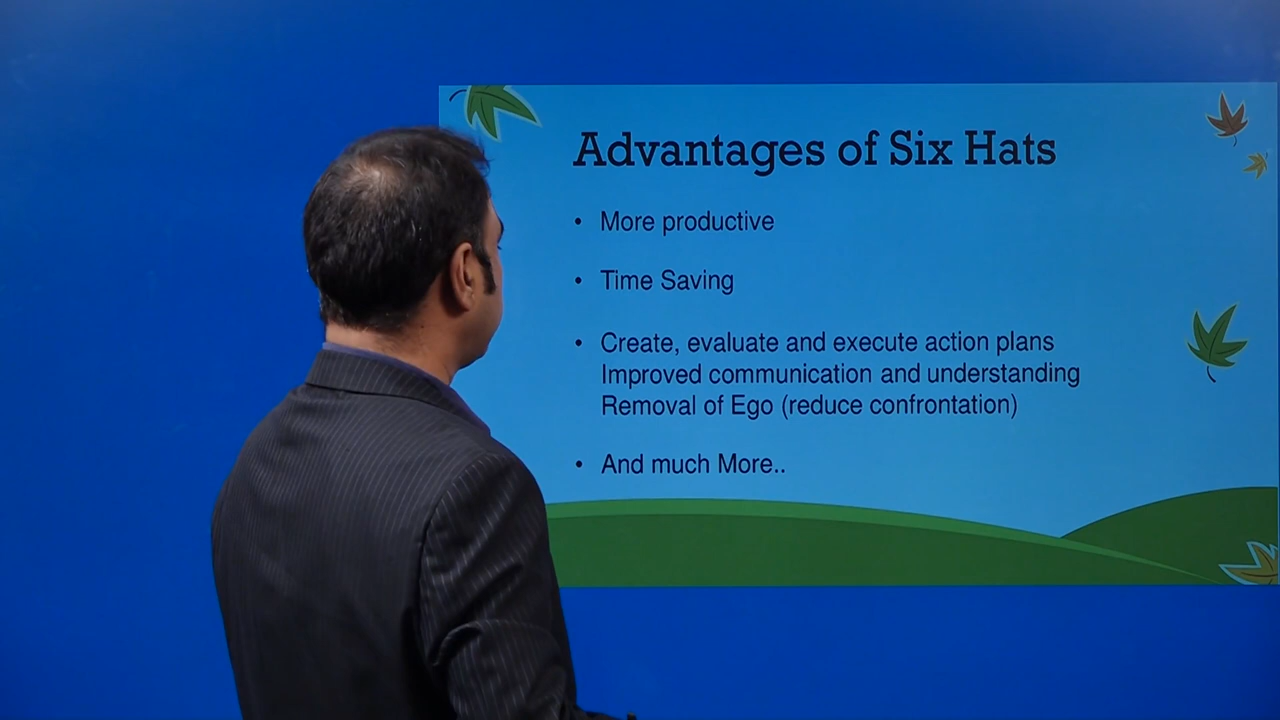 Advantages of Six Hats
• More productive
• Time Saving
• Create, evaluate and execute action plans
Improved communication and understanding
Removal of Ego (reduce confrontation)
• And much More..